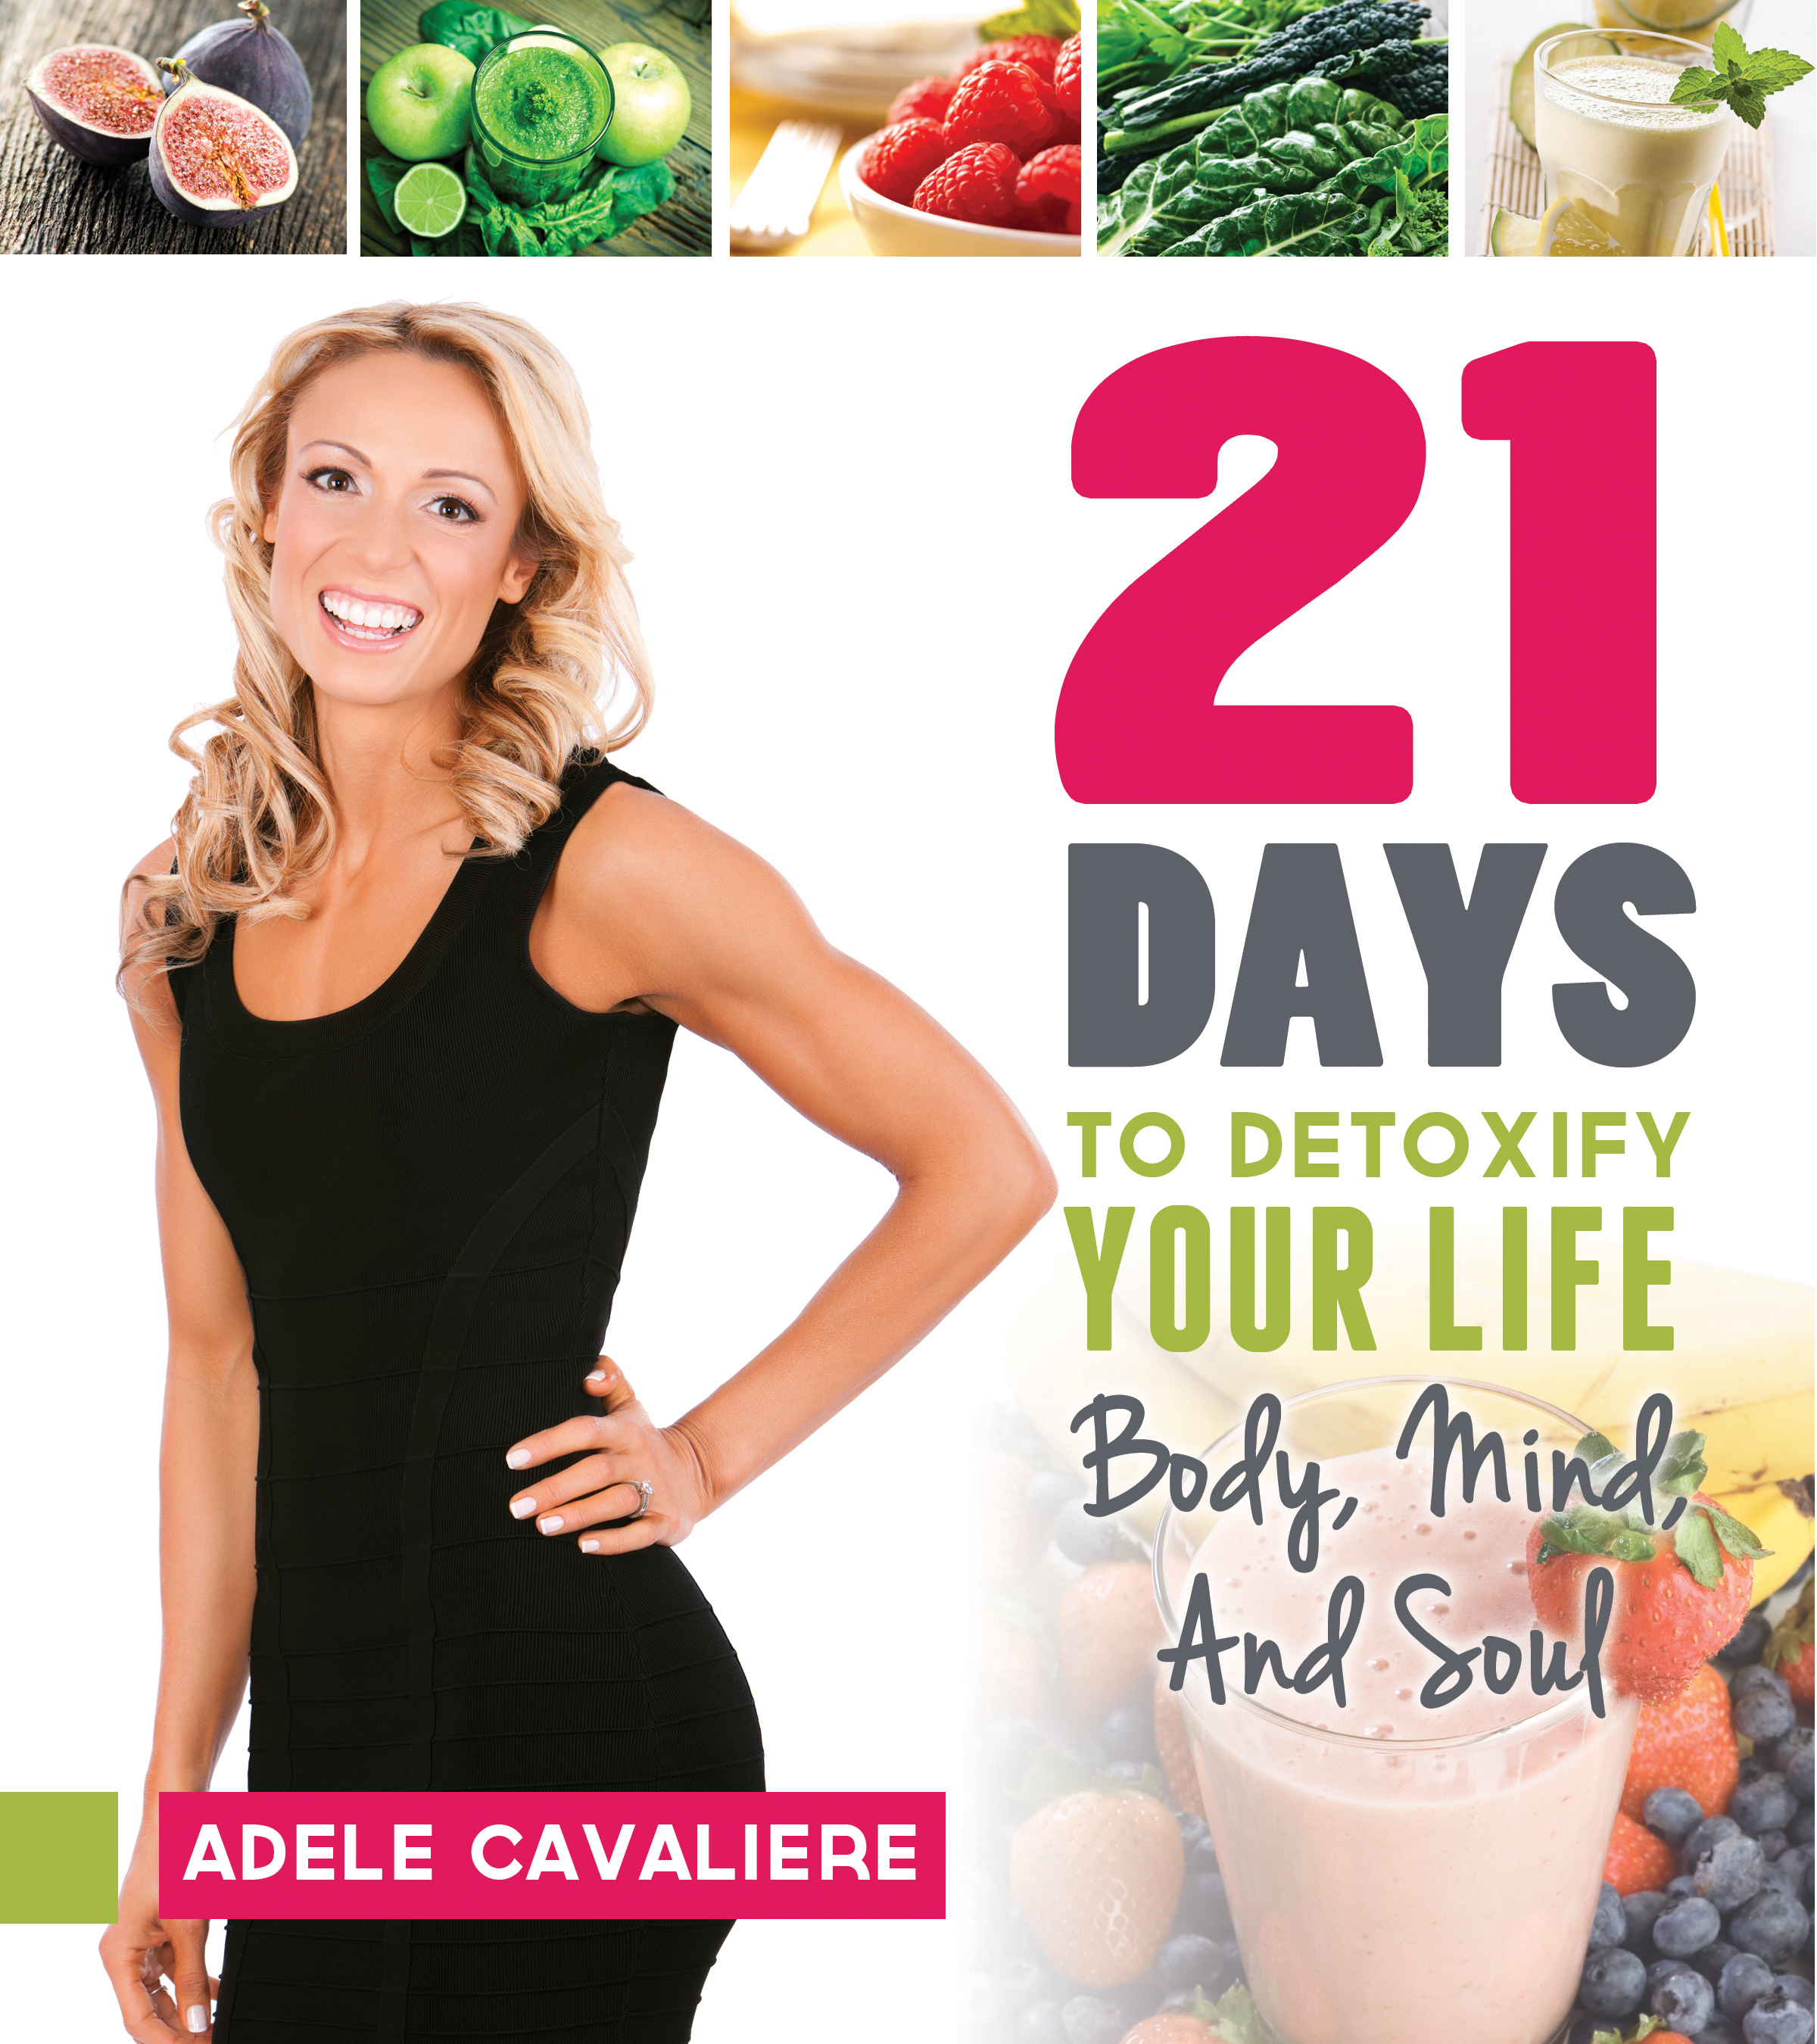 21
DAYS
TO DETOXIFY
YOUR LIFE
Body, Mind,
And Soul
ADELE CAVALIERE